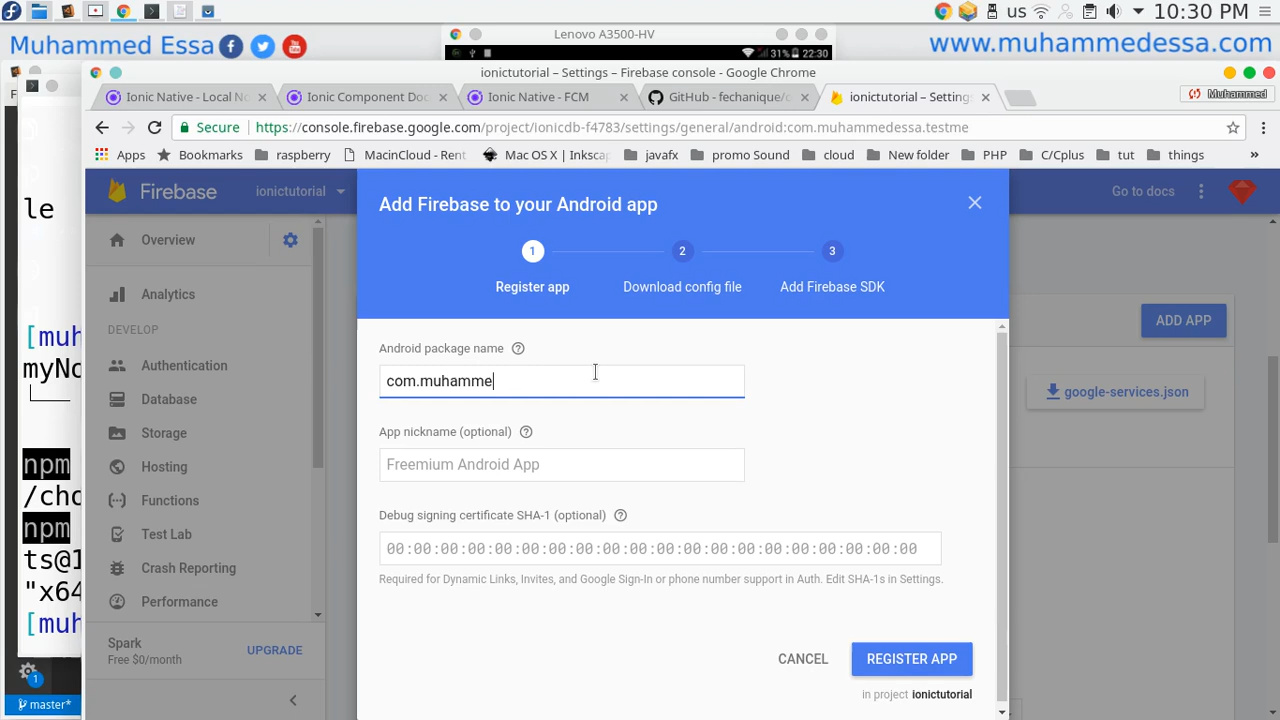 us 10:30 PM
Muhammed Essa
Lenovo A3500-HV
www.muhammedessa.com
31% 22:30
ionictutorial – Settings – Firebase console - Google Chrome
Ionic Native - Local No
Ionic Component Doc
Ionic Native - FCM
GitHub - fechanique/c
ionictutorial – Setting
Muhammed
Secure
https://console.firebase.google.com/project/ionicdb-f4783/settings/general/android:com.muhammedessa.testme
Apps
Bookmarks
raspberry
MacinCloud - Rent
Mac OS X | Inksca
javafx
promo Sound
cloud
New folder
PHP
C/Cplus
tut
things
»
Firebase
ionictutorial
Go to docs
Add Firebase to your Android app
1
2
3
Register app
Download config file
Add Firebase SDK
Overview
Analytics
DEVELOP
Authentication
Database
Storage
Hosting
Functions
Test Lab
Crash Reporting
Performance
Spark
Free $0/month
UPGRADE
ADD APP
google-services.json
Android package name
com.muhamme
App nickname (optional)
Freemium Android App
Debug signing certificate SHA-1 (optional)
00:00:00:00:00:00:00:00:00:00:00:00:00:00:00:00:00:00:00:00
Required for Dynamic Links, Invites, and Google Sign-In or phone number support in Auth. Edit SHA-1s in Settings.
CANCEL
REGISTER APP
in project ionictutorial
F
le
[muh
myNo
npm
/cho
npm
ts@1
"x64
[muh
1
master*